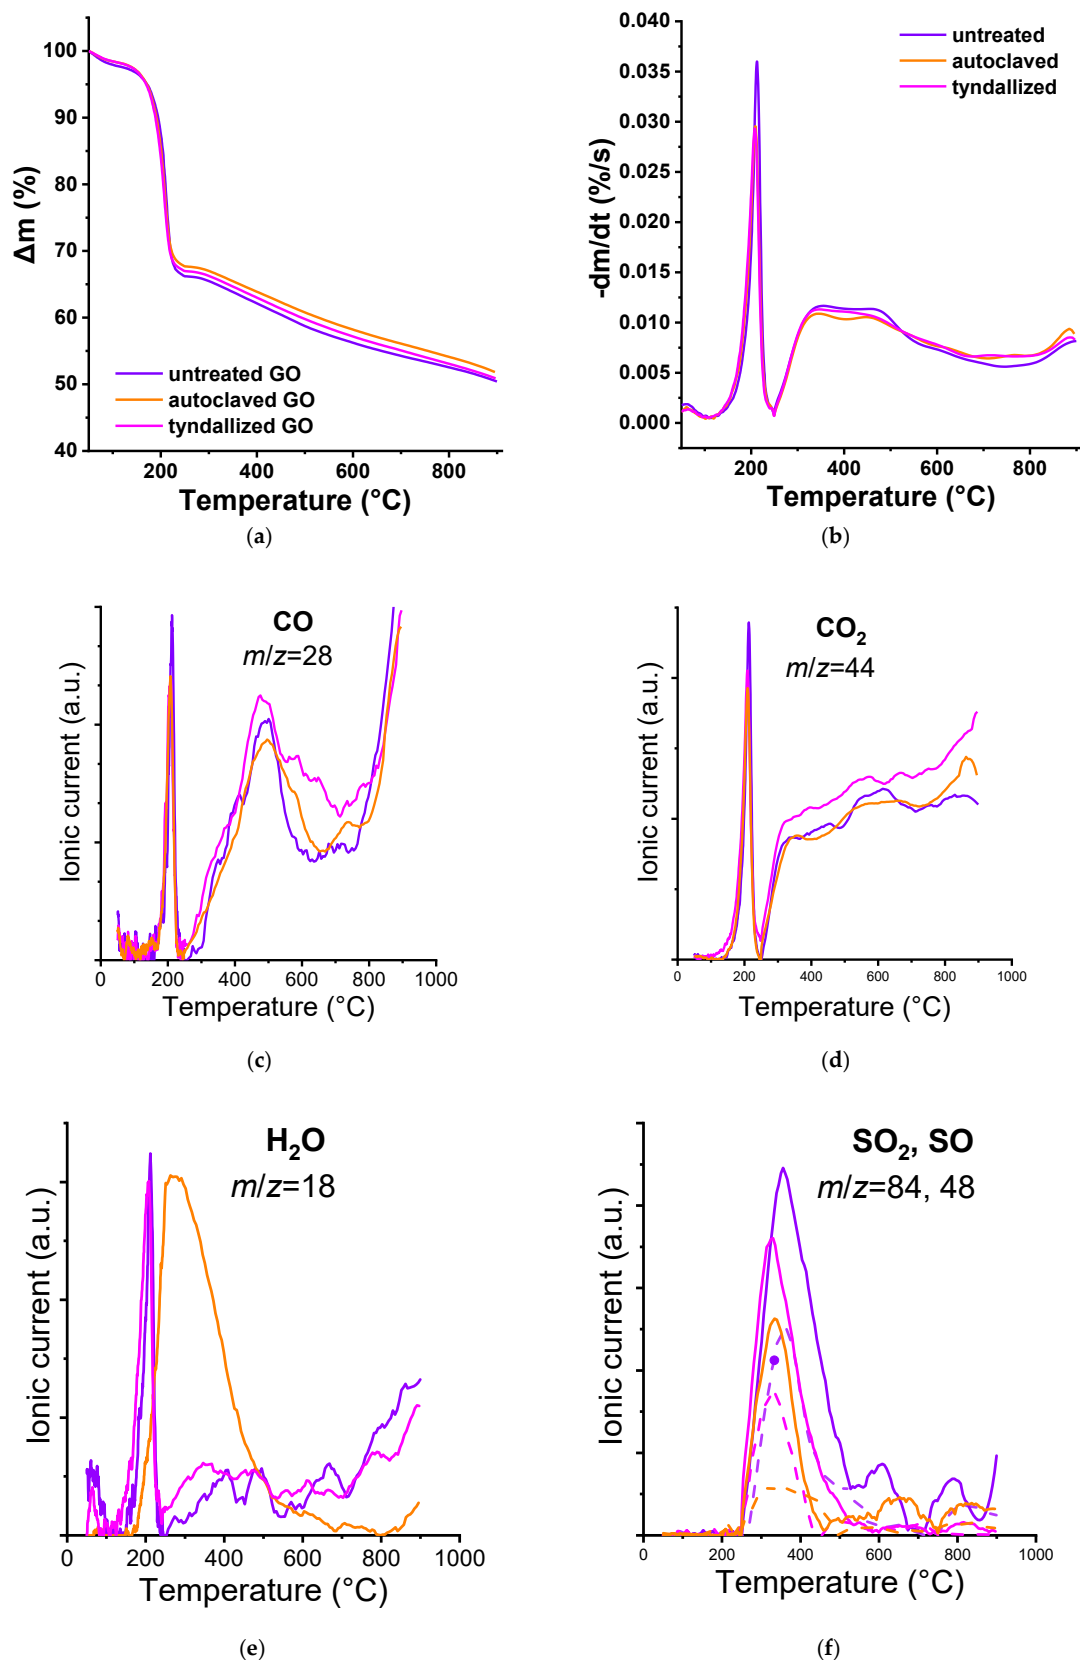 100
90
80
70
60
50
40
Δm (%)
untreated GO
autoclaved GO
tyndallized GO
200 400 600 800
Temperature (°C)
(a)
0.040
0.035
0.030
0.025
0.020
0.015
0.010
0.005
0.000
-dm/dt (%/s)
untreated
autoclaved
tyndallized
200 400 600 800
Temperature (°C)
(b)
CO
m/z=28
Ionic current (a.u.)
0 200 400 600 800 1000
Temperature (°C)
(c)
CO₂
m/z=44
Ionic current (a.u.)
0 200 400 600 800 1000
Temperature (°C)
(d)
H₂O
m/z=18
Ionic current (a.u.)
0 200 400 600 800 1000
Temperature (°C)
(e)
SO₂, SO
m/z=84, 48
Ionic current (a.u.)
0 200 400 600 800 1000
Temperature (°C)
(f)